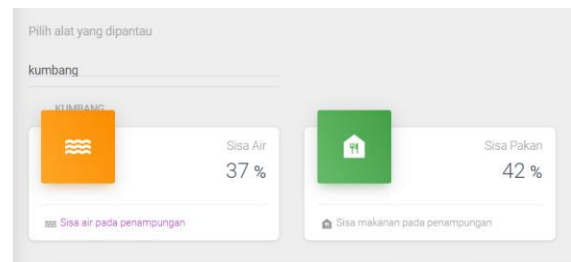 Pilih alat yang dipantau
kumbang
KUMBANG
Sisa Air
37 %
Sisa air pada penampungan
Sisa Pakan
42 %
Sisa makanan pada penampungan